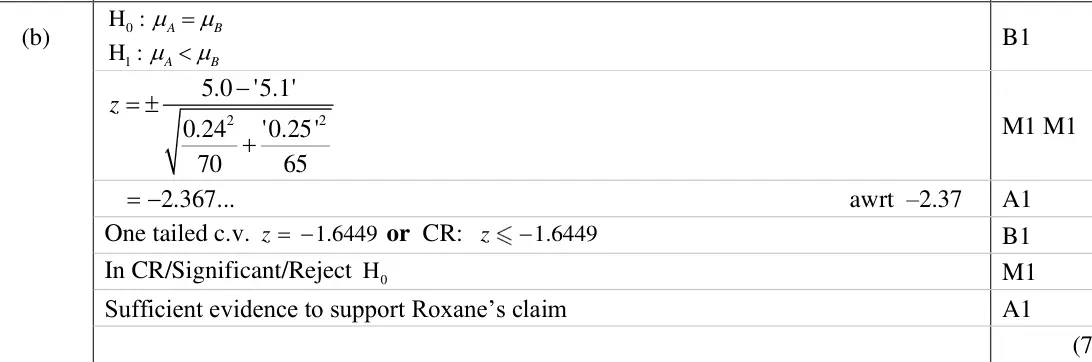 (b)
H₀ : μ_A = μ_B
H₁ : μ_A < μ_B
B1
z = ± (5.0 − '5.1') / √(0.24²/70 + '0.25'²/65)
M1 M1
= −2.367... awrt –2.37 A1
One tailed c.v. z = −1.6449 or CR: z ⩽ −1.6449 B1
In CR/Significant/Reject H₀ M1
Sufficient evidence to support Roxane’s claim A1
(7